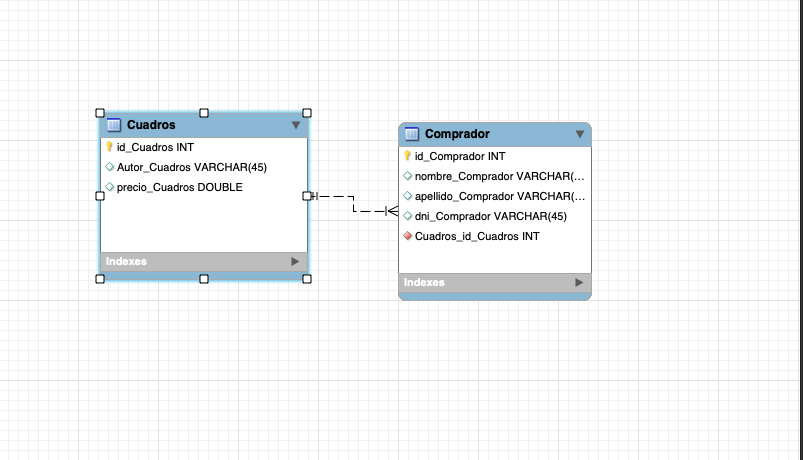 Cuadros
id_Cuadros INT
Autor_Cuadros VARCHAR(45)
precio_Cuadros DOUBLE
Indexes
Comprador
id_Comprador INT
nombre_Comprador VARCHAR(...
apellido_Comprador VARCHAR(...
dni_Comprador VARCHAR(45)
Cuadros_id_Cuadros INT
Indexes